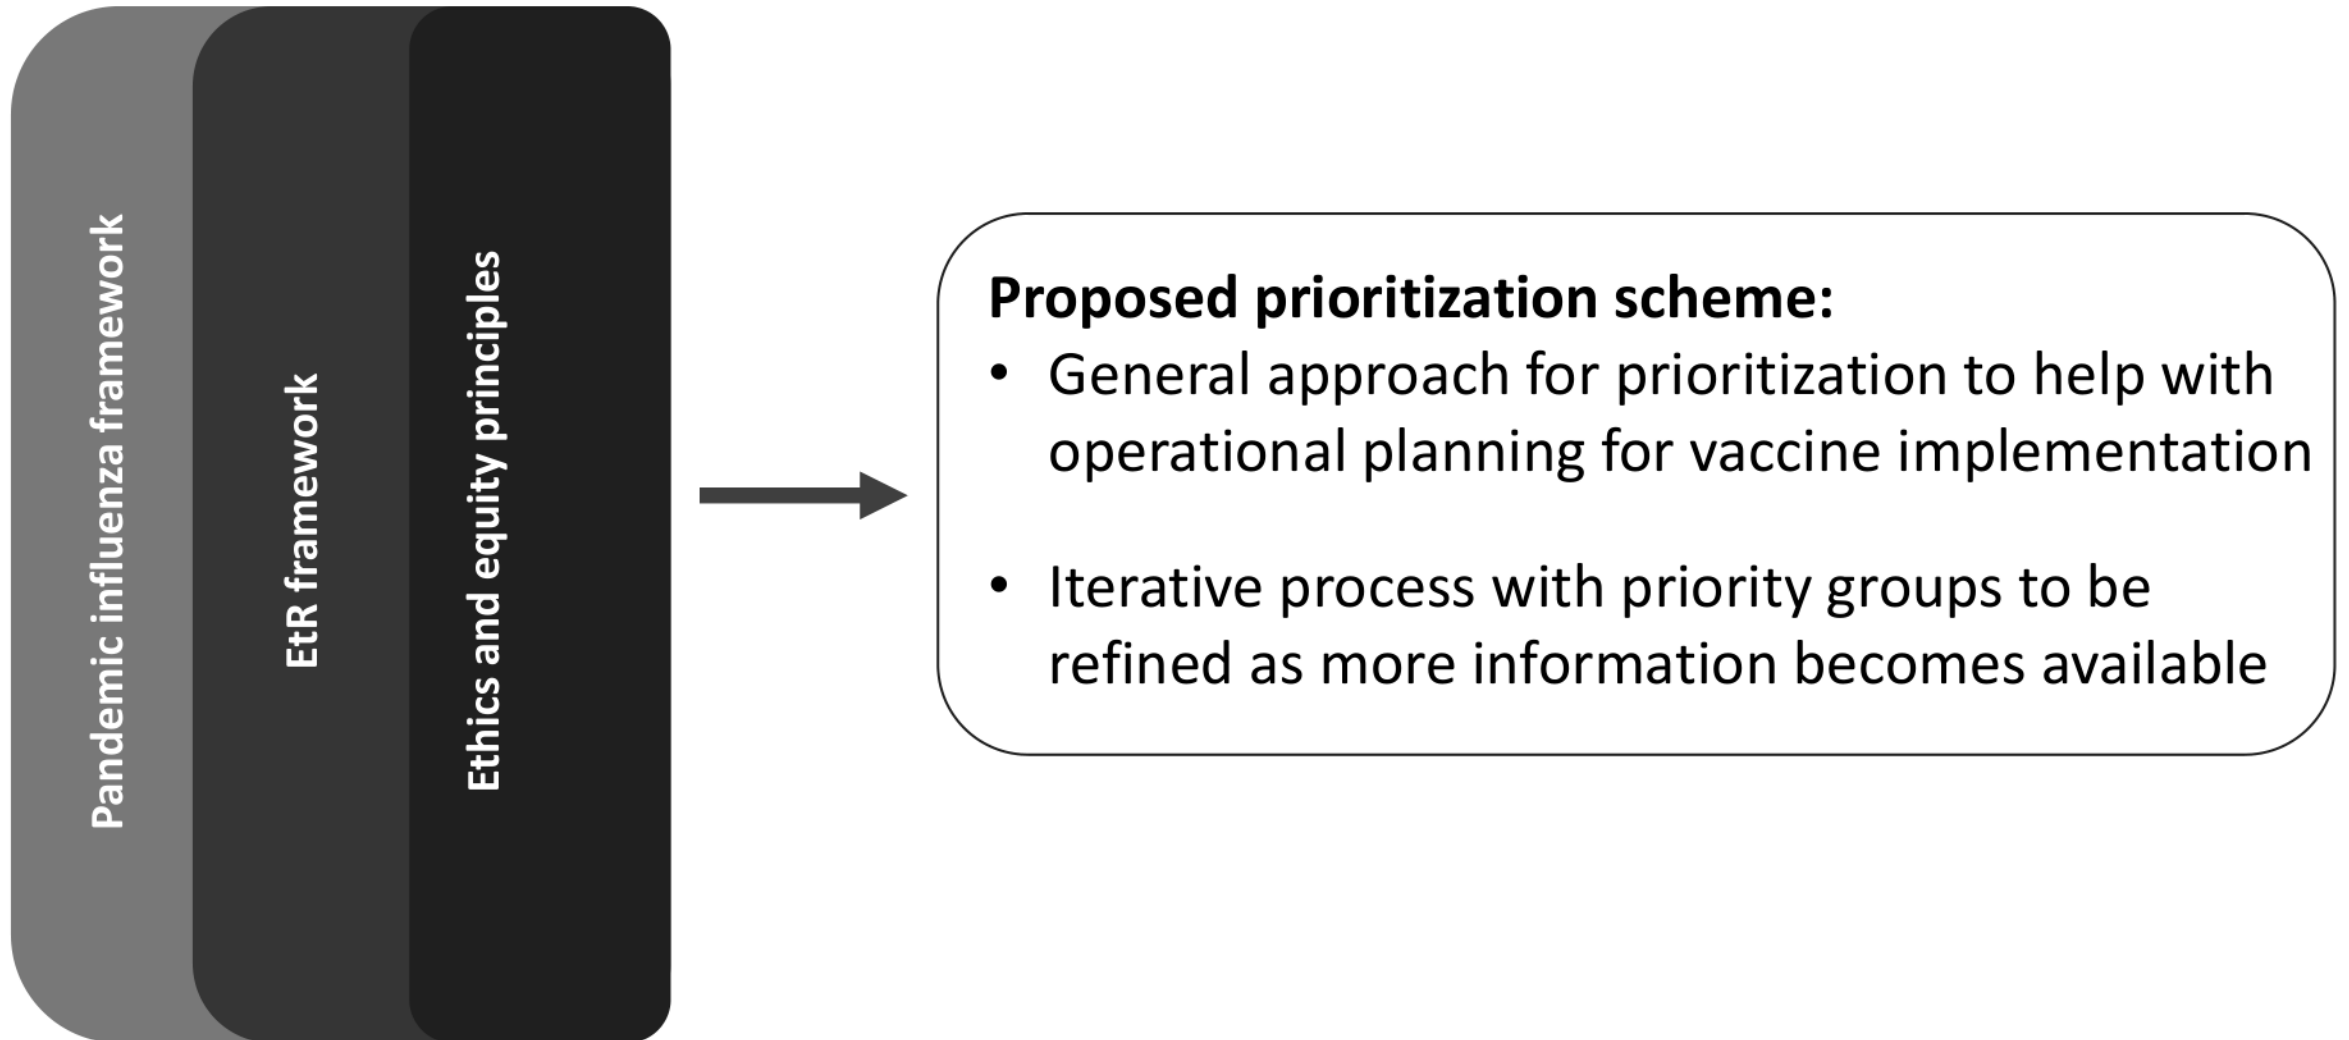 Pandemic influenza framework
EtR framework
Ethics and equity principles
Proposed prioritization scheme:
• General approach for prioritization to help with
operational planning for vaccine implementation
• Iterative process with priority groups to be
refined as more information becomes available